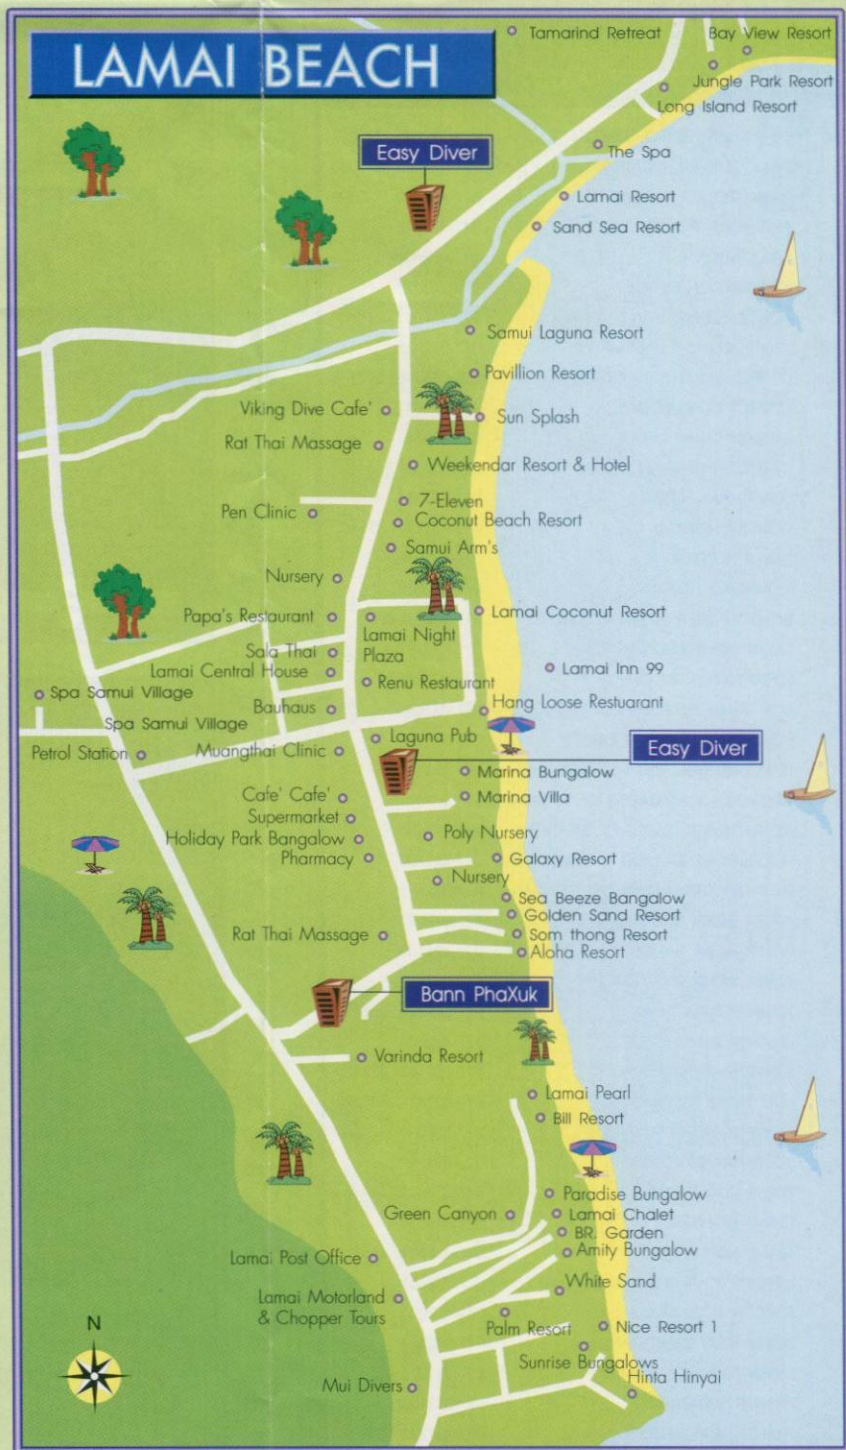 LAMAI BEACH
Tamarind Retreat
Bay View Resort
Jungle Park Resort
Long Island Resort
Easy Diver
The Spa
Lamai Resort
Sand Sea Resort
Samui Laguna Resort
Pavillion Resort
Viking Dive Cafe'
Sun Splash
Rat Thai Massage
Weekendar Resort & Hotel
7-Eleven
Pen Clinic
Coconut Beach Resort
Samui Arm's
Nursery
Papa's Restaurant
Lamai Coconut Resort
Lamai Night
Plaza
Sala Thai
Lamai Central House
Lamai Inn 99
Renu Restaurant
Spa Samui Village
Hang Loose Restuarant
Bauhaus
Spa Samui Village
Petrol Station
Muangthai Clinic
Laguna Pub
Easy Diver
Marina Bungalow
Cafe' Cafe'
Marina Villa
Supermarket
Holiday Park Bangalow
Poly Nursery
Pharmacy
Galaxy Resort
Nursery
Sea Beeze Bangalow
Golden Sand Resort
Rat Thai Massage
Som thong Resort
Aloha Resort
Bann PhaXuk
Varinda Resort
Lamai Pearl
Bill Resort
Paradise Bungalow
Green Canyon
Lamai Chalet
BR. Garden
Amity Bungalow
Lamai Post Office
White Sand
Lamai Motorland
& Chopper Tours
Palm Resort
Nice Resort 1
N
Sunrise Bungalows
Hinta Hinyai
Mui Divers